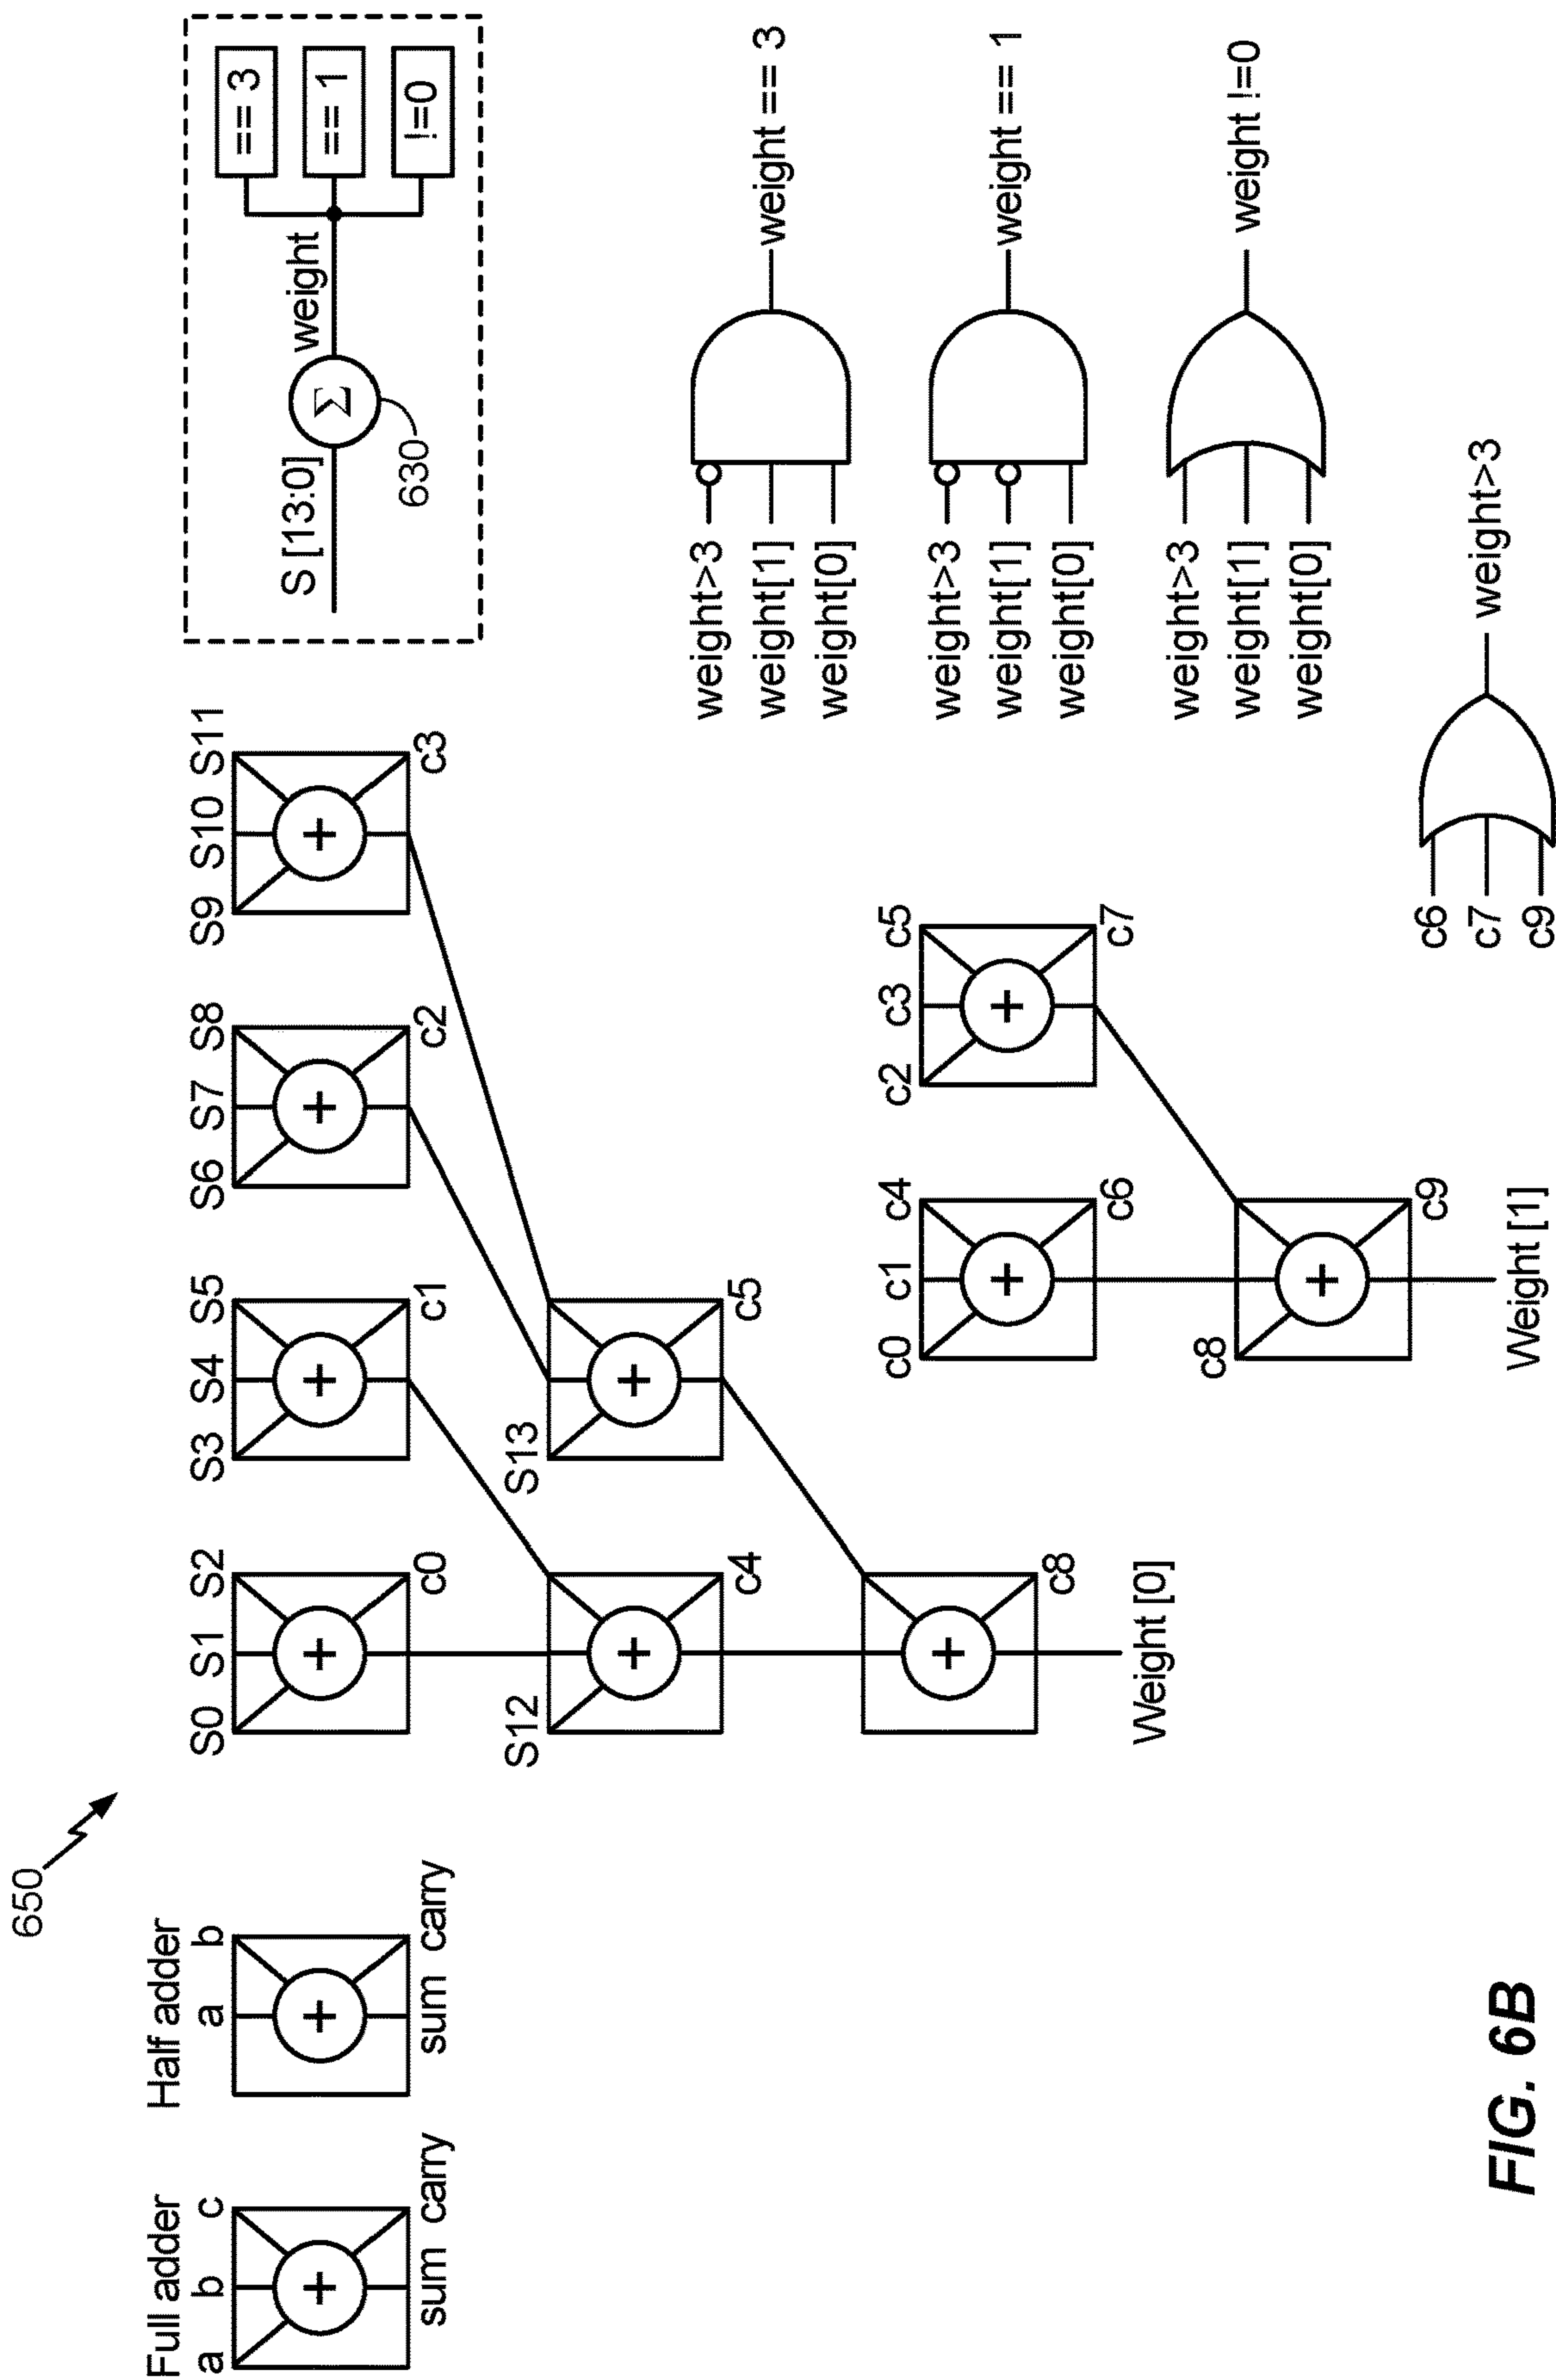 650
Full adder
a b c
sum carry
Half adder
a b
sum carry
S0 S1 S2
c0
S3 S4 S5
c1
S6 S7 S8
c2
S9 S10 S11
c3
S12
c4
S13
c5
c8
Weight [0]
c0 c1 c4
c6
c2 c3 c5
c7
c8
c9
Weight [1]
S [13:0]
Σ
630
weight
== 3
== 1
!=0
weight>3
weight[1]
weight[0]
weight == 3
weight>3
weight[1]
weight[0]
weight == 1
weight>3
weight[1]
weight[0]
weight !=0
c6
c7
c9
weight>3
FIG. 6B